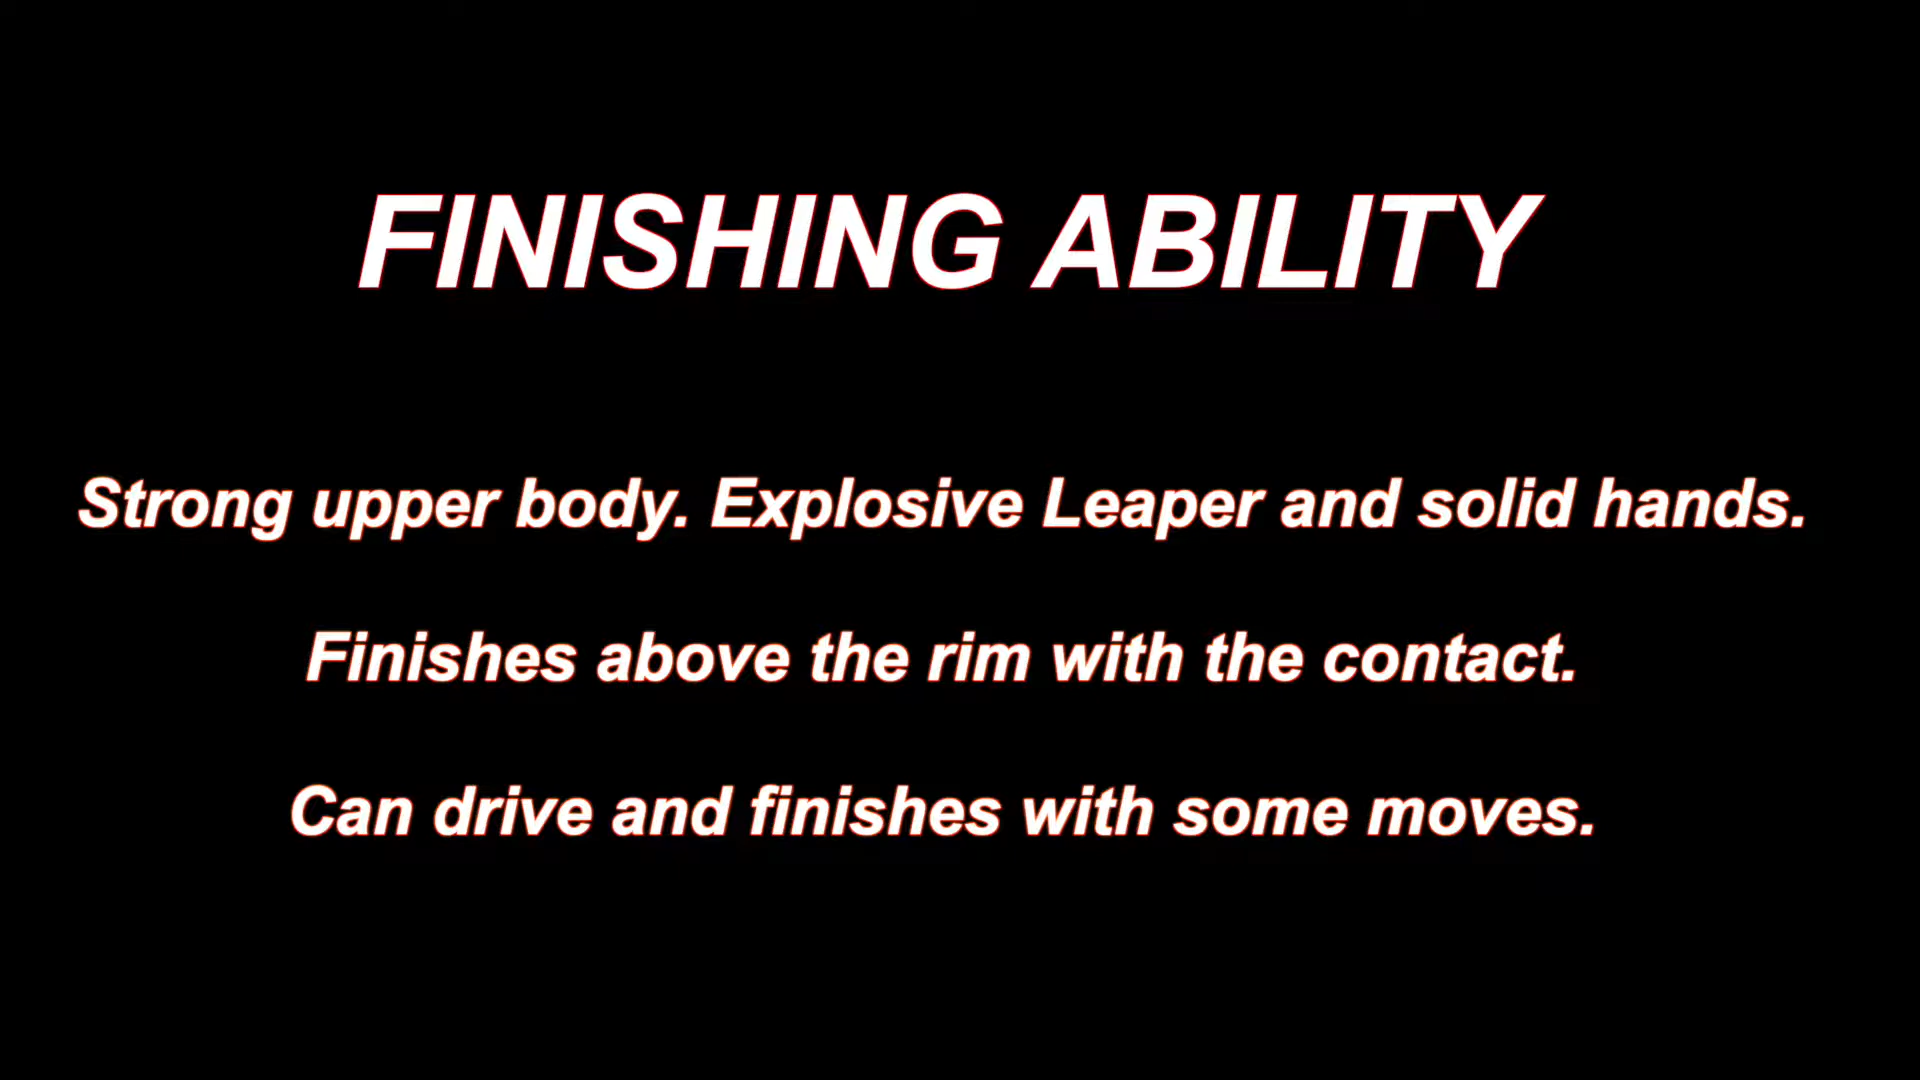 FINISHING ABILITY
Strong upper body. Explosive Leaper and solid hands.
Finishes above the rim with the contact.
Can drive and finishes with some moves.